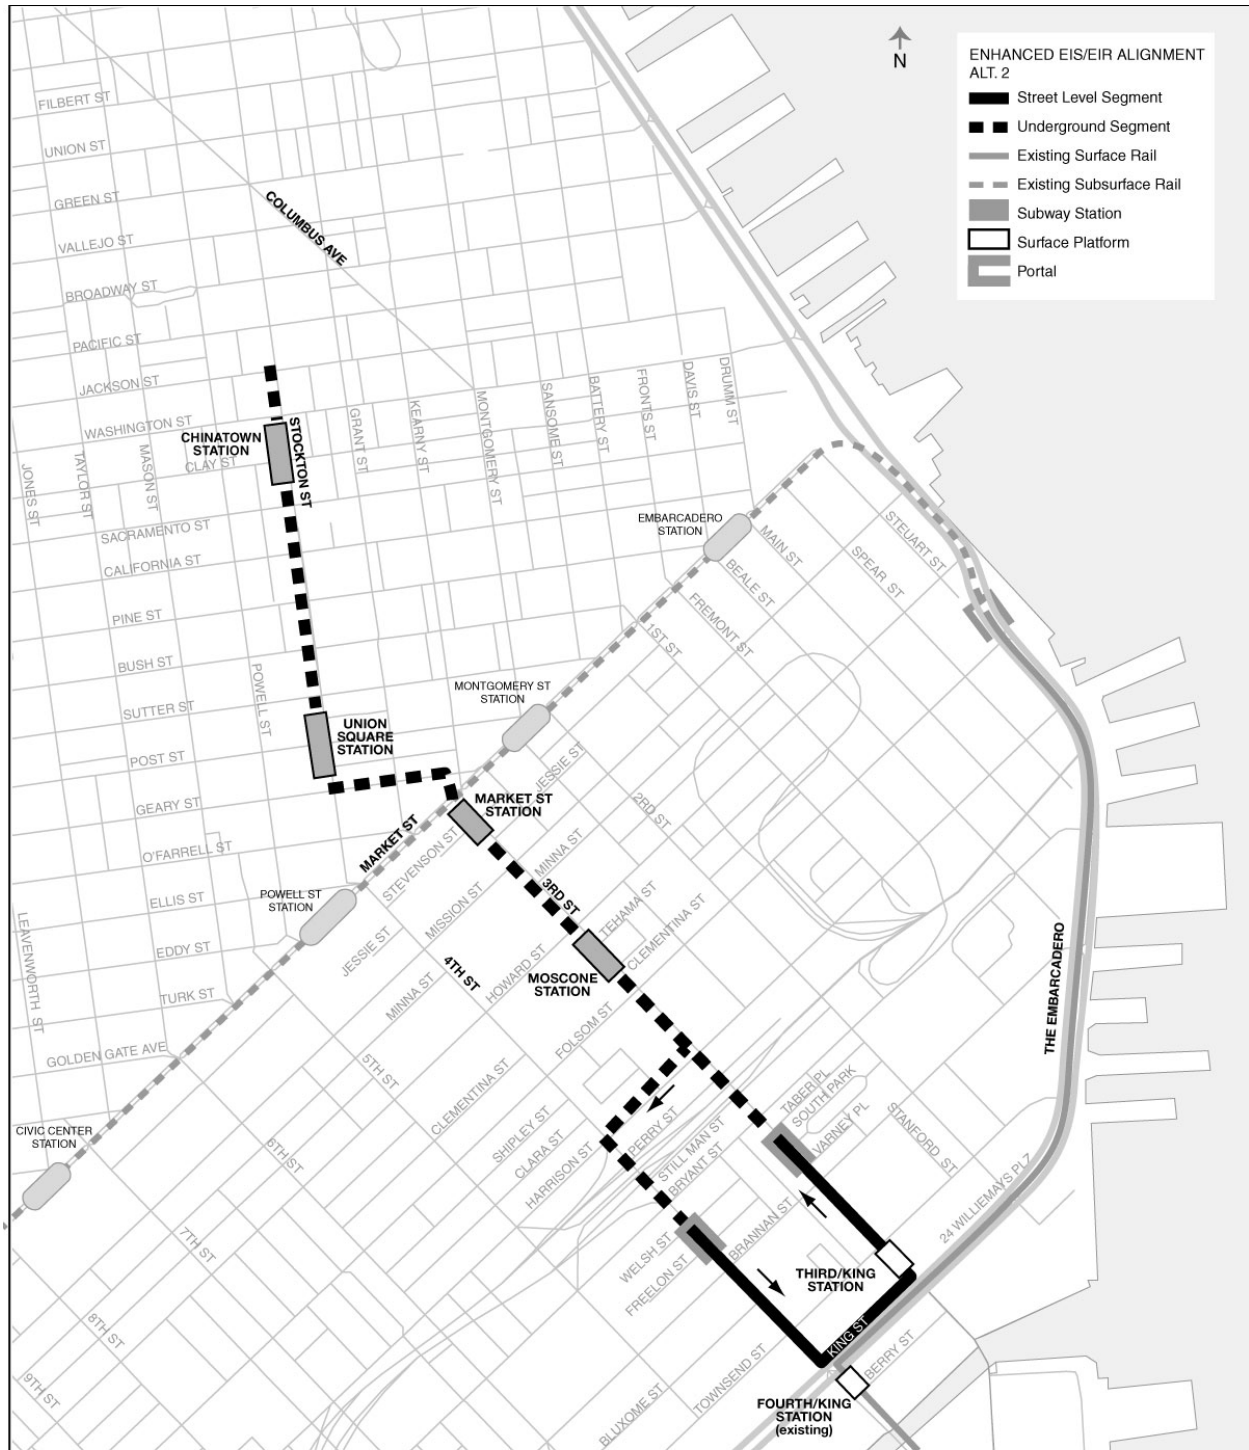 N
ENHANCED EIS/EIR ALIGNMENT
ALT. 2
Street Level Segment
Underground Segment
Existing Surface Rail
Existing Subsurface Rail
Subway Station
Surface Platform
Portal
FILBERT ST
UNION ST
GREEN ST
VALLEJO ST
BROADWAY ST
PACIFIC ST
JACKSON ST
WASHINGTON ST
CLAY ST
SACRAMENTO ST
CALIFORNIA ST
PINE ST
BUSH ST
SUTTER ST
POST ST
GEARY ST
O'FARRELL ST
ELLIS ST
EDDY ST
TURK ST
GOLDEN GATE AVE
COLUMBUS AVE
JONES ST
TAYLOR ST
MASON ST
POWELL ST
STOCKTON ST
GRANT ST
KEARNY ST
MONTGOMERY ST
SANSOME ST
BATTERY ST
FRONTS ST
DAVIS ST
DRUMM ST
LEAVENWORTH ST
CHINATOWN
STATION
UNION
SQUARE
STATION
MARKET ST
STATION
MOSCONE
STATION
THIRD/KING
STATION
FOURTH/KING
STATION
(existing)
EMBARCADERO
STATION
MONTGOMERY ST
STATION
POWELL ST
STATION
CIVIC CENTER
STATION
MARKET ST
STEUART ST
SPEAR ST
MAIN ST
BEALE ST
FREMONT ST
1ST ST
2RD ST
3RD ST
4TH ST
5TH ST
6TH ST
7TH ST
8TH ST
9TH ST
JESSIE ST
STEVENSON ST
MINNA ST
MISSION ST
JESSIE ST
MINNA ST
HOWARD ST
TEHAMA ST
CLEMENTINA ST
FOLSOM ST
CLEMENTINA ST
SHIPLEY ST
CLARA ST
HARRISON ST
PERRY ST
STILL MAN ST
BRYANT ST
TABER PL
SOUTH PARK
VARNEY PL
STANFORD ST
BRANNAN ST
WELSH ST
FREELON ST
24 WILLIEMAYS PLZ
THE EMBARCADERO
KING ST
BERRY ST
TOWNSEND ST
BLUXOME ST